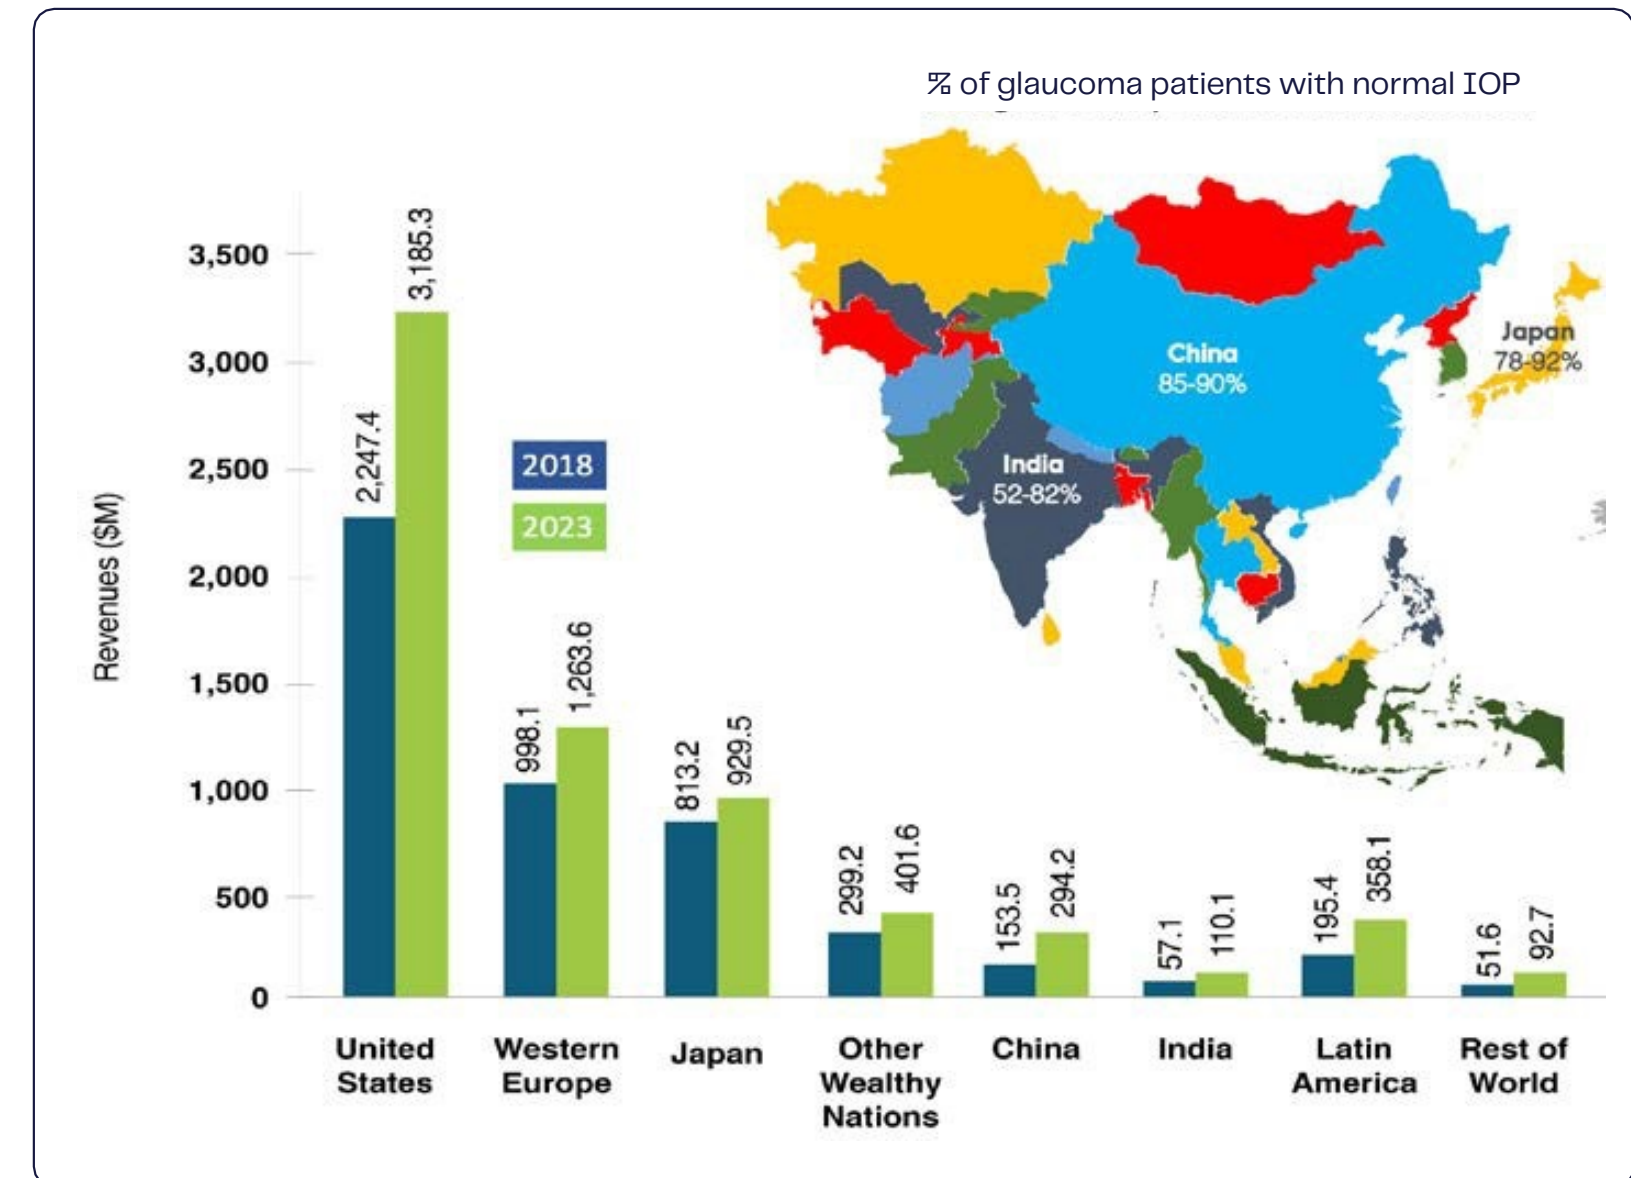 % of glaucoma patients with normal IOP
3,500
3,000
2,500
2,000
1,500
1,000
500
0
Revenues ($M)
2018
2023
2,247.4
3,185.3
998.1
1,263.6
813.2
929.5
299.2
401.6
153.5
294.2
57.1
110.1
195.4
358.1
51.6
92.7
United
States
Western
Europe
Japan
Other
Wealthy
Nations
China
India
Latin
America
Rest of
World
China
85-90%
Japan
78-92%
India
52-82%